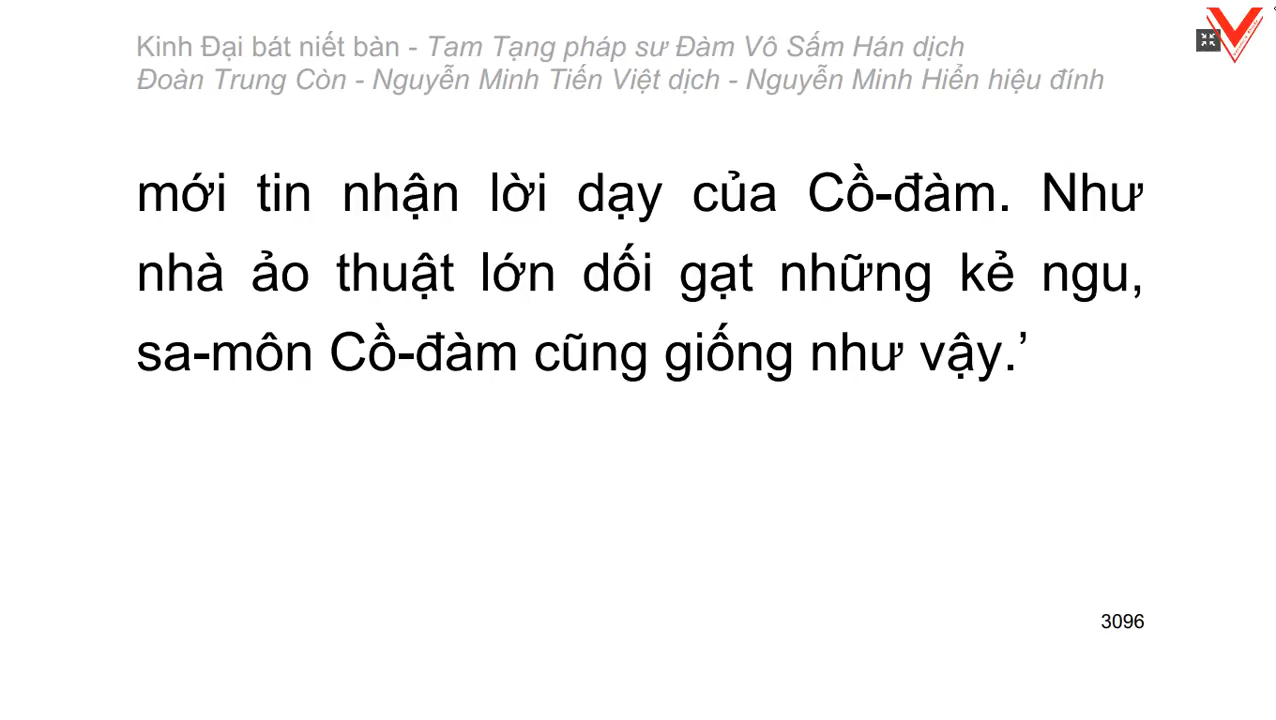 Kinh Đại bát niết bàn - Tam Tạng pháp sư Đàm Vô Sấm Hán dịch
Đoàn Trung Còn - Nguyễn Minh Tiến Việt dịch - Nguyễn Minh Hiển hiệu đính
mới tin nhận lời dạy của Cồ-đàm. Như
nhà ảo thuật lớn dối gạt những kẻ ngu,
sa-môn Cồ-đàm cũng giống như vậy.’
3096